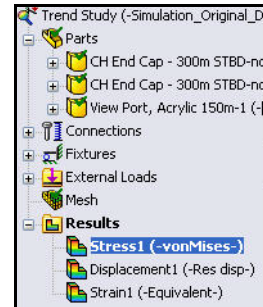 Trend Study (-Simulation_Original_D
Parts
CH End Cap - 300m STBD-no
CH End Cap - 300m STBD-no
View Port, Acrylic 150m-1 (-[
Connections
Fixtures
External Loads
Mesh
Results
Stress1 (-vonMises-)
Displacement1 (-Res disp-)
Strain1 (-Equivalent-)